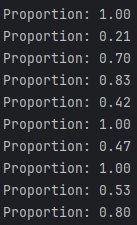 Proportion: 1.00
Proportion: 0.21
Proportion: 0.70
Proportion: 0.83
Proportion: 0.42
Proportion: 1.00
Proportion: 0.47
Proportion: 1.00
Proportion: 0.53
Proportion: 0.80